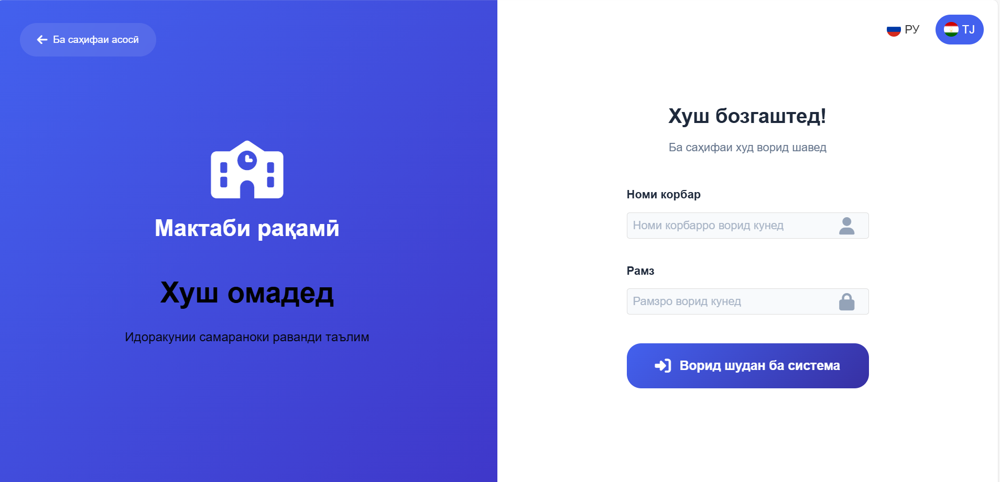 Ба саҳифаи асосӣ
Мактаби рақамӣ
Хуш омадед
Идоракунии самараноки раванди таълим
РУ
TJ
Хуш бозгаштед!
Ба саҳифаи худ ворид шавед
Номи корбар
Номи корбарро ворид кунед
Рамз
Рамзро ворид кунед
Ворид шудан ба система